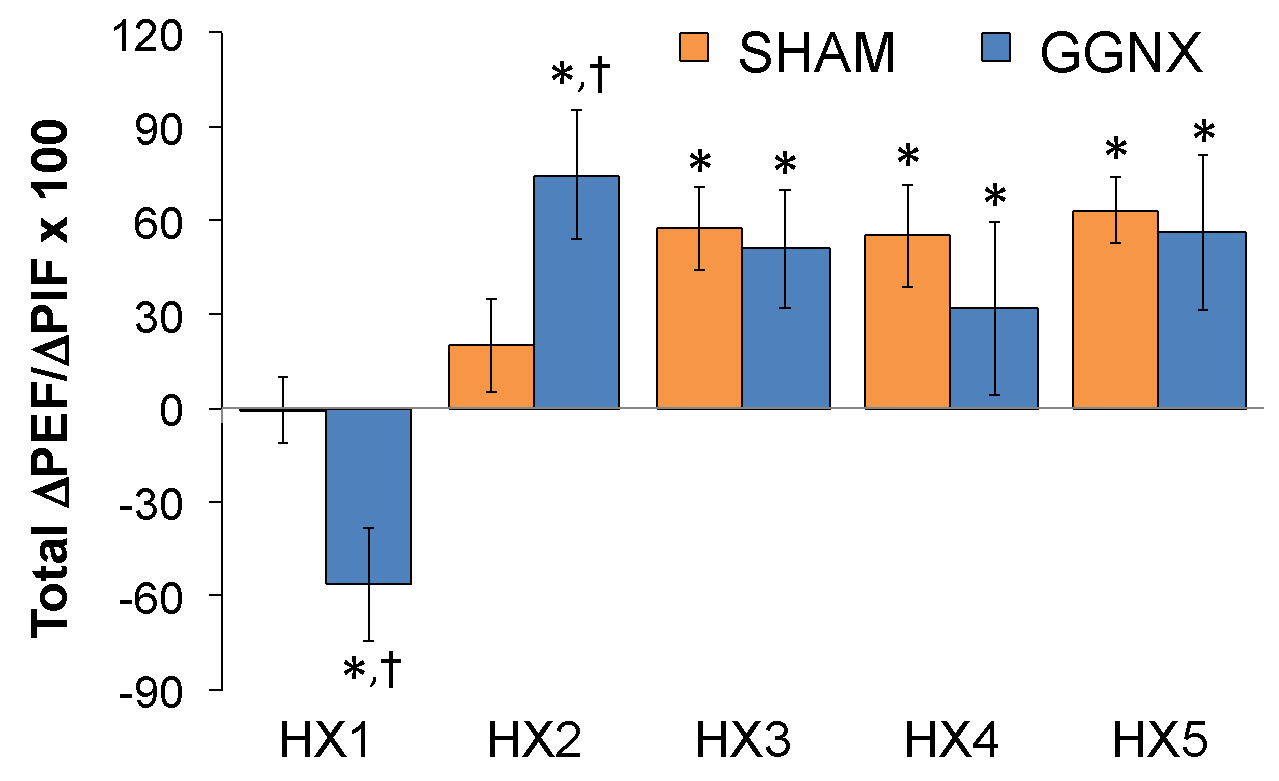 Total ΔPEF/ΔPIF x 100
120
90
60
30
0
-30
-60
-90
SHAM
GGNX
*,†
*,†
*
*
*
*
*
*
HX1
HX2
HX3
HX4
HX5